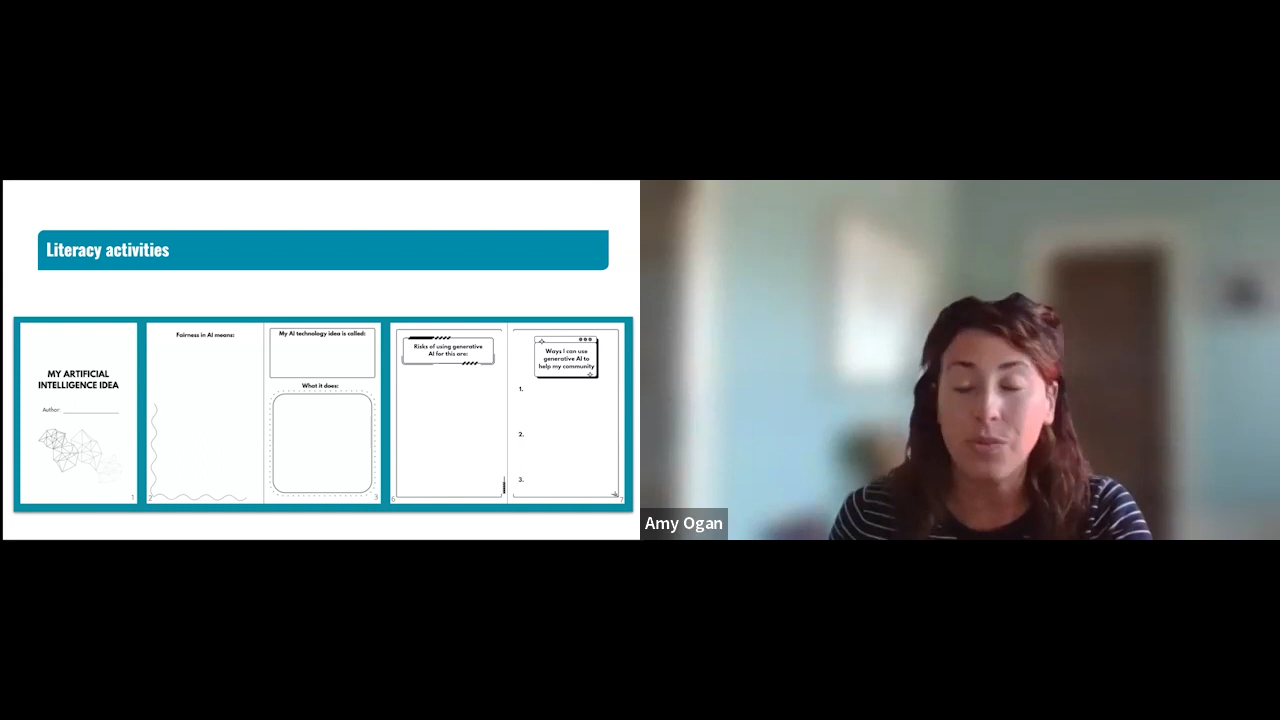 Literacy activities
MY ARTIFICIAL
INTELLIGENCE IDEA
Author:
1
Fairness in AI means:
2
My AI technology idea is called:
What it does:
3
Risks of using generative
AI for this are:
6
Ways I can use
generative AI to
help my community
1.
2.
3.
7
Amy Ogan